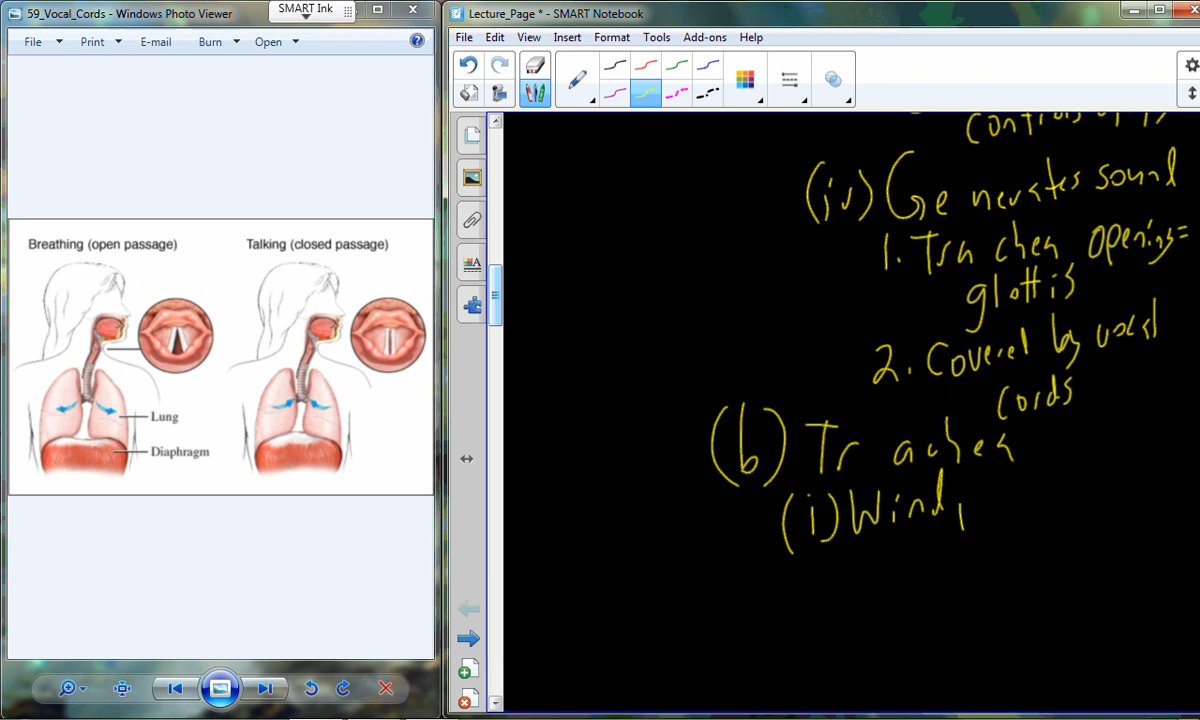 59_Vocal_Cords - Windows Photo Viewer
SMART Ink
File Print E-mail Burn Open
Breathing (open passage)
Talking (closed passage)
Lung
Diaphragm
Lecture_Page * - SMART Notebook
File Edit View Insert Format Tools Add-ons Help
(iv) Generates sound
1. Trachea opening =
glottis
2. Covered by vocal
cords
(b) Trachea
(i) Wind